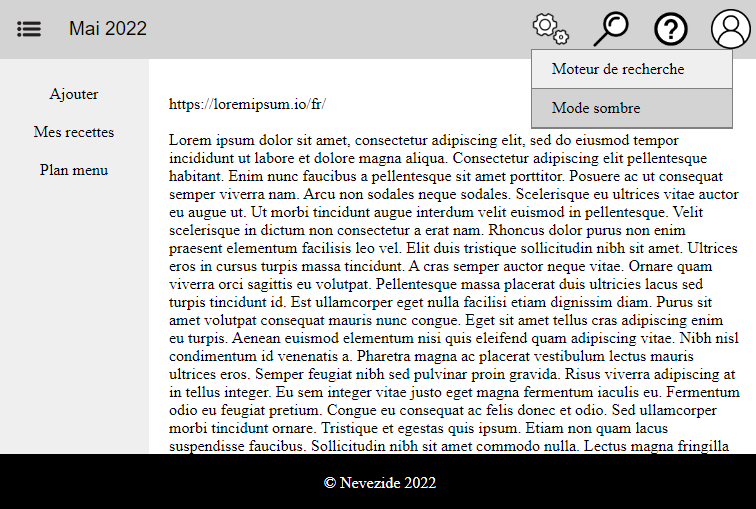 Mai 2022
?
Moteur de recherche
Mode sombre
Ajouter
Mes recettes
Plan menu
https://loremipsum.io/fr/
Lorem ipsum dolor sit amet, consectetur adipiscing elit, sed do eiusmod tempor
incididunt ut labore et dolore magna aliqua. Consectetur adipiscing elit pellentesque
habitant. Enim nunc faucibus a pellentesque sit amet porttitor. Posuere ac ut consequat
semper viverra nam. Arcu non sodales neque sodales. Scelerisque eu ultrices vitae auctor
eu augue ut. Ut morbi tincidunt augue interdum velit euismod in pellentesque. Velit
scelerisque in dictum non consectetur a erat nam. Rhoncus dolor purus non enim
praesent elementum facilisis leo vel. Elit duis tristique sollicitudin nibh sit amet. Ultrices
eros in cursus turpis massa tincidunt. A cras semper auctor neque vitae. Ornare quam
viverra orci sagittis eu volutpat. Pellentesque massa placerat duis ultricies lacus sed
turpis tincidunt id. Est ullamcorper eget nulla facilisi etiam dignissim diam. Purus sit
amet volutpat consequat mauris nunc congue. Eget sit amet tellus cras adipiscing enim
eu turpis. Aenean euismod elementum nisi quis eleifend quam adipiscing vitae. Nibh nisl
condimentum id venenatis a. Pharetra magna ac placerat vestibulum lectus mauris
ultrices eros. Semper feugiat nibh sed pulvinar proin gravida. Risus viverra adipiscing at
in tellus integer. Eu sem integer vitae justo eget magna fermentum iaculis eu. Fermentum
odio eu feugiat pretium. Congue eu consequat ac felis donec et odio. Sed ullamcorper
morbi tincidunt ornare. Tristique et egestas quis ipsum. Etiam non quam lacus
suspendisse faucibus. Sollicitudin nibh sit amet commodo nulla. Lectus magna fringilla
© Nevezide 2022